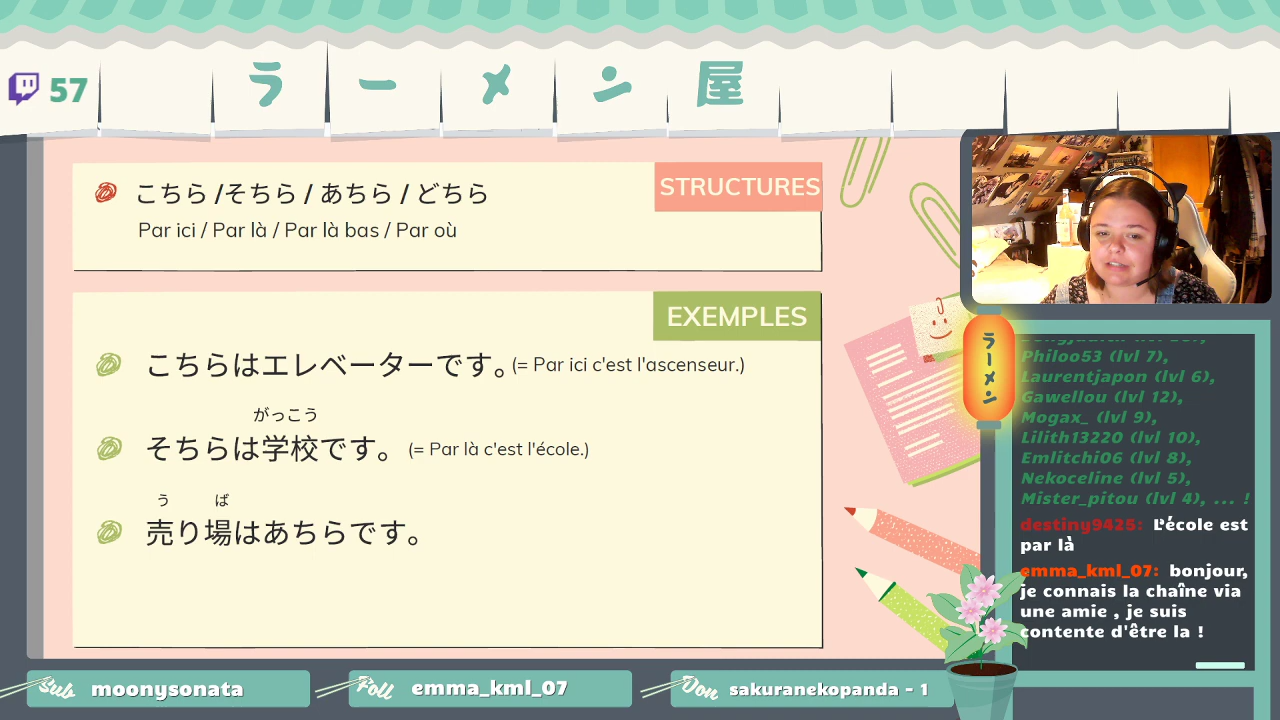 57
ラーメン屋
STRUCTURES
こちら /そちら / あちら / どちら
Par ici / Par là / Par là bas / Par où
EXEMPLES
こちらはエレベーターです。(= Par ici c'est l'ascenseur.)
がっこう
そちらは学校です。 (= Par là c'est l'école.)
う ば
売り場はあちらです。
ラーメン
Philoo53 (lvl 7),
Laurentjapon (lvl 6),
Gawellou (lvl 12),
Mogax_ (lvl 9),
Lilith13220 (lvl 10),
Emlitchi06 (lvl 8),
Nekoceline (lvl 5),
Mister_pitou (lvl 4), ... !
destiny9425: L'école est
par là
emma_kml_07: bonjour,
je connais la chaîne via
une amie , je suis
contente d'être la !
Sub moonysonata
Foll emma_kml_07
Don sakuranekopanda - 1